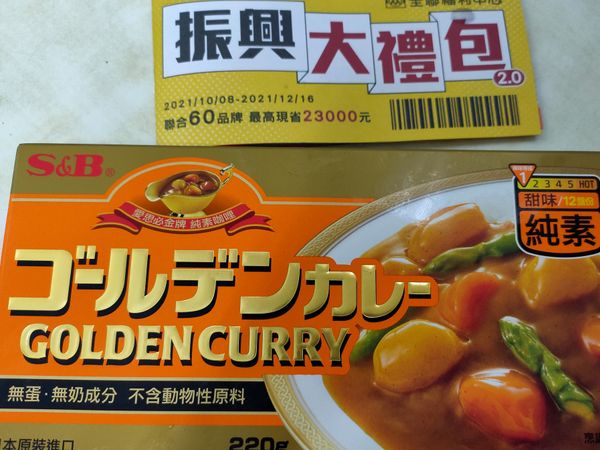 全聯福利中心
振興大禮包
2.0
2021/10/08-2021/12/16
聯合60品牌 最高現省23000元
S&B®
愛思必金牌 純素咖哩
1 2 3 4 5 HOT
甜味/12皿份
純素
ゴールデンカレー
GOLDEN CURRY
無蛋·無奶成分 不含動物性原料
本原裝進口
220g